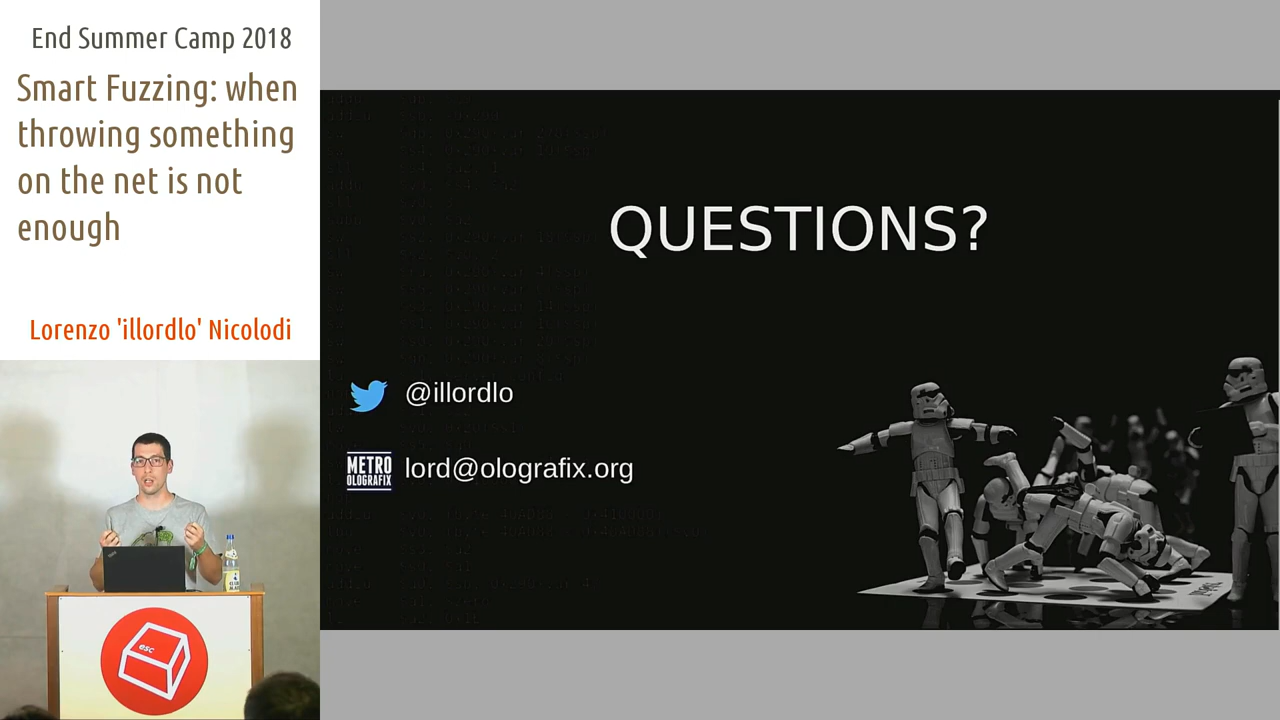 End Summer Camp 2018
Smart Fuzzing: when
throwing something
on the net is not
enough
Lorenzo 'illordlo' Nicolodi
esc
QUESTIONS?
@illordlo
METRO
OLOGRAFIX
lord@olografix.org